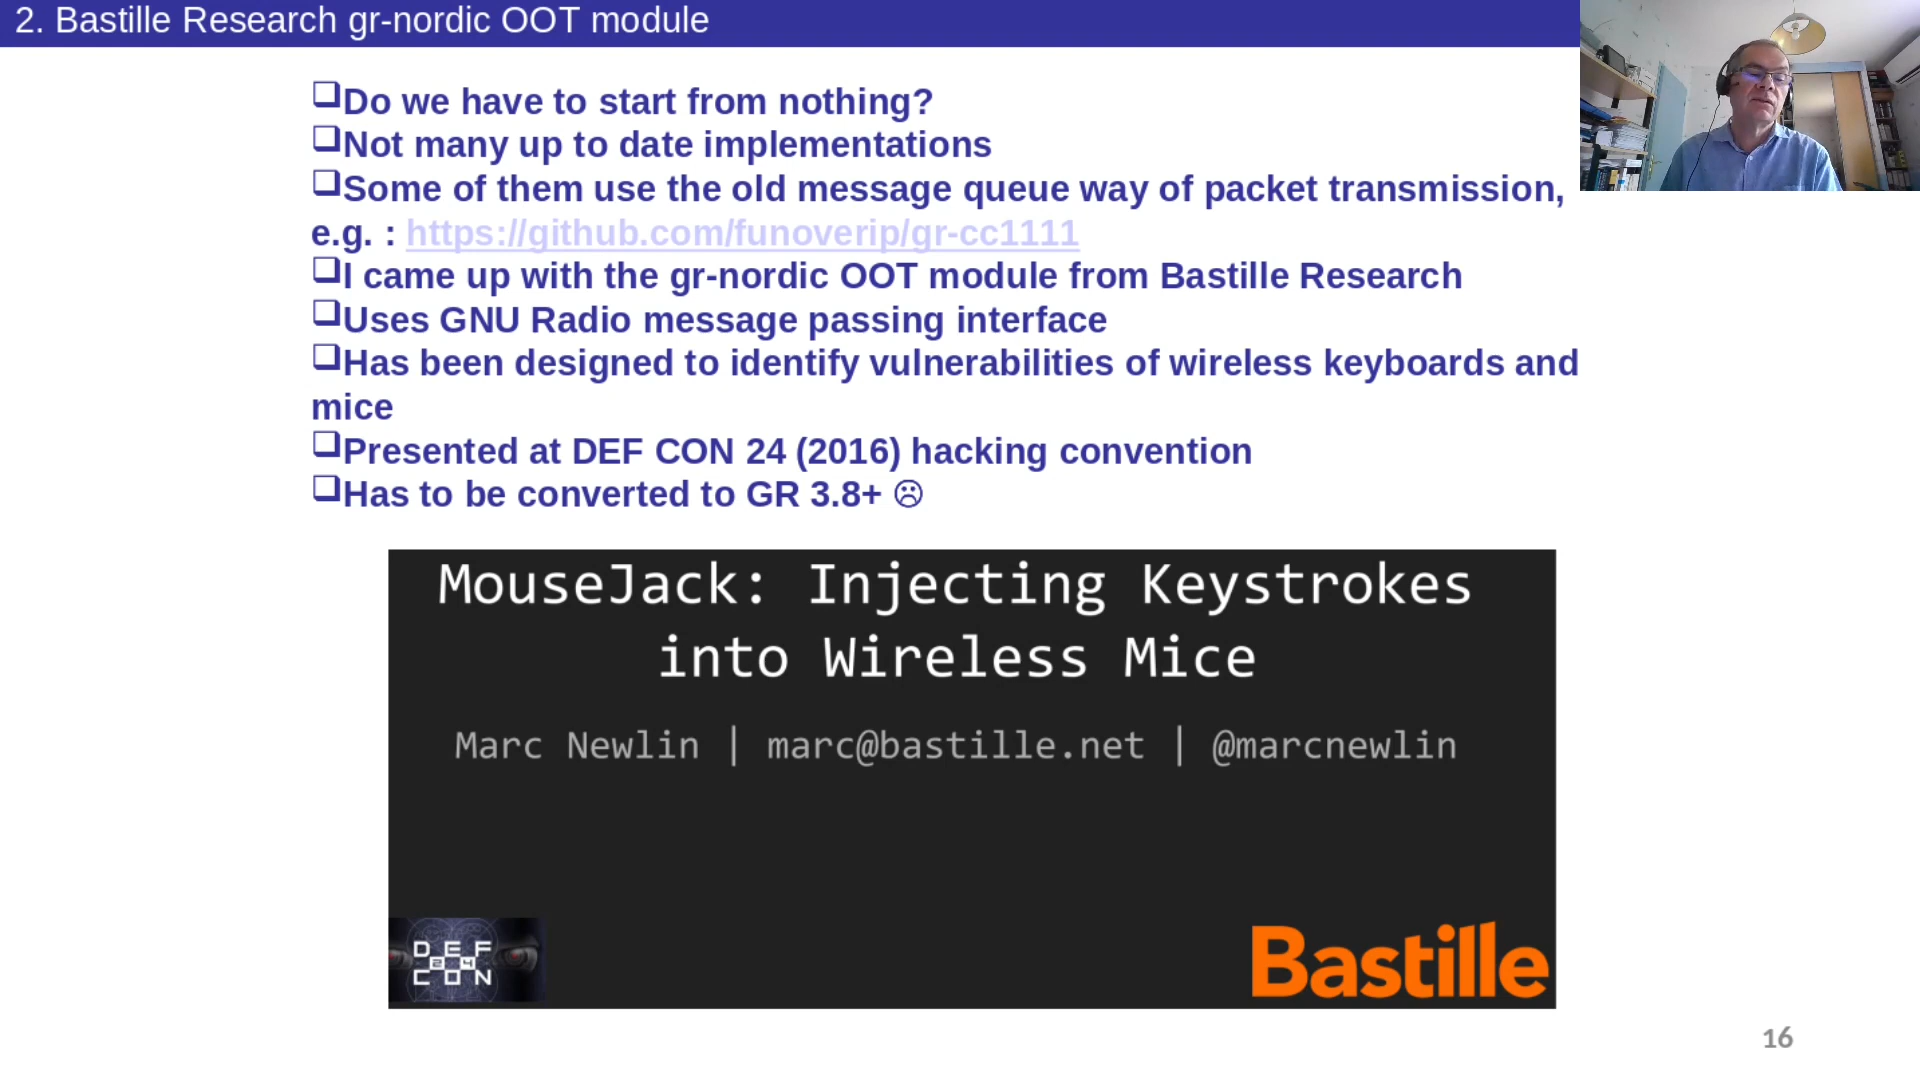 2. Bastille Research gr-nordic OOT module
❑Do we have to start from nothing?
❑Not many up to date implementations
❑Some of them use the old message queue way of packet transmission,
e.g. : https://github.com/funoverip/gr-cc1111
❑I came up with the gr-nordic OOT module from Bastille Research
❑Uses GNU Radio message passing interface
❑Has been designed to identify vulnerabilities of wireless keyboards and
mice
❑Presented at DEF CON 24 (2016) hacking convention
❑Has to be converted to GR 3.8+ ☹
MouseJack: Injecting Keystrokes
into Wireless Mice
Marc Newlin | marc@bastille.net | @marcnewlin
DEF
24
CON
Bastille
16